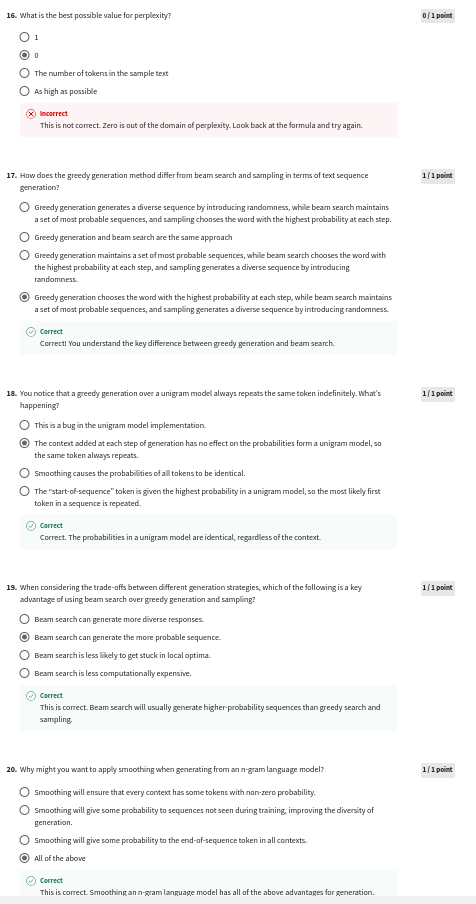 16. What is the best possible value for perplexity?
0 / 1 point
1
0
The number of tokens in the sample text
As high as possible
Incorrect
This is not correct. Zero is out of the domain of perplexity. Look back at the formula and try again.
17. How does the greedy generation method differ from beam search and sampling in terms of text sequence
generation?
1 / 1 point
Greedy generation generates a diverse sequence by introducing randomness, while beam search maintains
a set of most probable sequences, and sampling chooses the word with the highest probability at each step.
Greedy generation and beam search are the same approach
Greedy generation maintains a set of most probable sequences, while beam search chooses the word with
the highest probability at each step, and sampling generates a diverse sequence by introducing
randomness.
Greedy generation chooses the word with the highest probability at each step, while beam search maintains
a set of most probable sequences, and sampling generates a diverse sequence by introducing randomness.
Correct
Correct! You understand the key difference between greedy generation and beam search.
18. You notice that a greedy generation over a unigram model always repeats the same token indefinitely. What's
happening?
1 / 1 point
This is a bug in the unigram model implementation.
The context added at each step of generation has no effect on the probabilities form a unigram model, so
the same token always repeats.
Smoothing causes the probabilities of all tokens to be identical.
The "start-of-sequence" token is given the highest probability in a unigram model, so the most likely first
token in a sequence is repeated.
Correct
Correct. The probabilities in a unigram model are identical, regardless of the context.
19. When considering the trade-offs between different generation strategies, which of the following is a key
advantage of using beam search over greedy generation and sampling?
1 / 1 point
Beam search can generate more diverse responses.
Beam search can generate the more probable sequence.
Beam search is less likely to get stuck in local optima.
Beam search is less computationally expensive.
Correct
This is correct. Beam search will usually generate higher-probability sequences than greedy search and
sampling.
20. Why might you want to apply smoothing when generating from an n-gram language model?
1 / 1 point
Smoothing will ensure that every context has some tokens with non-zero probability.
Smoothing will give some probability to sequences not seen during training, improving the diversity of
generation.
Smoothing will give some probability to the end-of-sequence token in all contexts.
All of the above
Correct
This is correct. Smoothing an n-gram language model has all of the above advantages for generation.